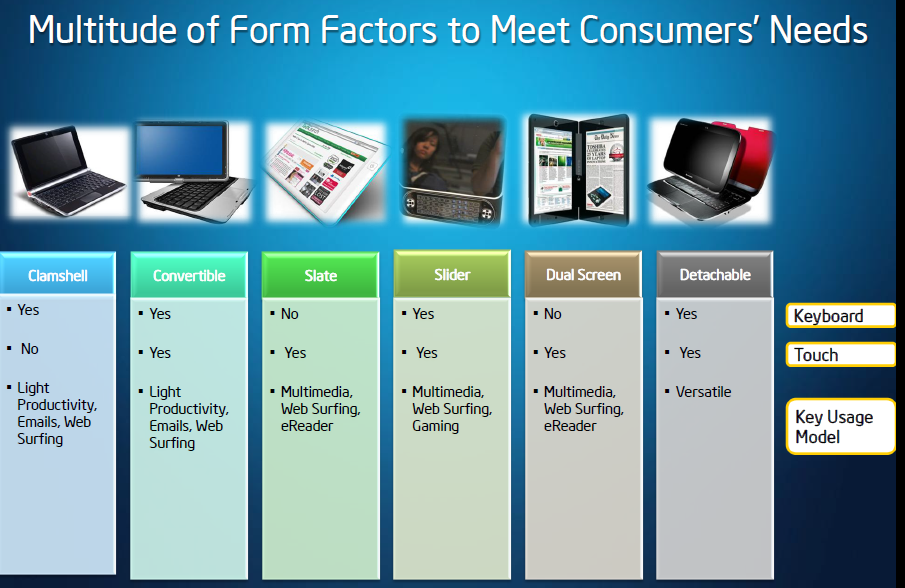 Multitude of Form Factors to Meet Consumers' Needs
Clamshell
Convertible
Slate
Slider
Dual Screen
Detachable
▪ Yes
▪ No
▪ Light
Productivity,
Emails, Web
Surfing
▪ Yes
▪ Yes
▪ Light
Productivity,
Emails, Web
Surfing
▪ No
▪ Yes
▪ Multimedia,
Web Surfing,
eReader
▪ Yes
▪ Yes
▪ Multimedia,
Web Surfing,
Gaming
▪ No
▪ Yes
▪ Multimedia,
Web Surfing,
eReader
▪ Yes
▪ Yes
▪ Versatile
Keyboard
Touch
Key Usage
Model